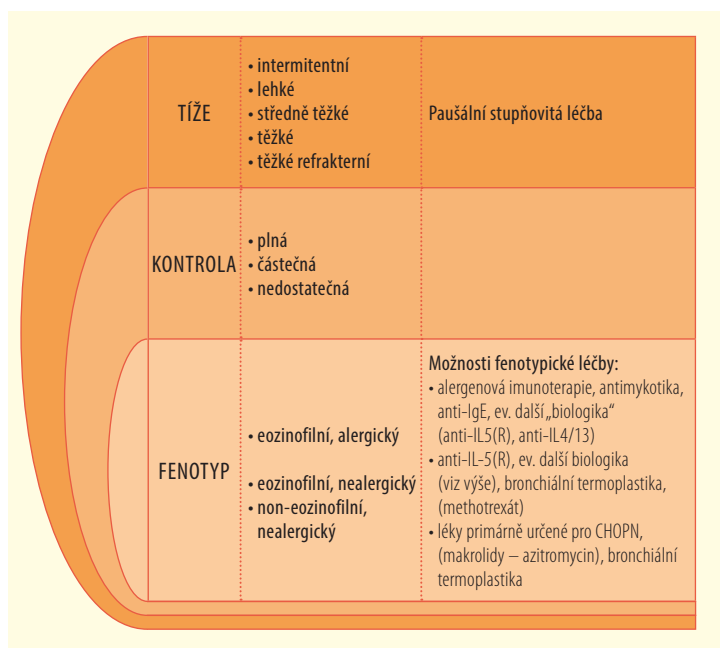 TÍŽE
• intermitentní
• lehké
• středně těžké
• těžké
• těžké refrakterní
Paušální stupňovitá léčba
KONTROLA
• plná
• částečná
• nedostatečná
FENOTYP
• eozinofilní, alergický
• eozinofilní, nealergický
• non-eozinofilní,
nealergický
Možnosti fenotypické léčby:
• alergenová imunoterapie, antimykotika,
anti-IgE, ev. další „biologika“
(anti-IL5(R), anti-IL4/13)
• anti-IL-5(R), ev. další biologika
(viz výše), bronchiální termoplastika,
(methotrexát)
• léky primárně určené pro CHOPN,
(makrolidy – azitromycin), bronchiální
termoplastika